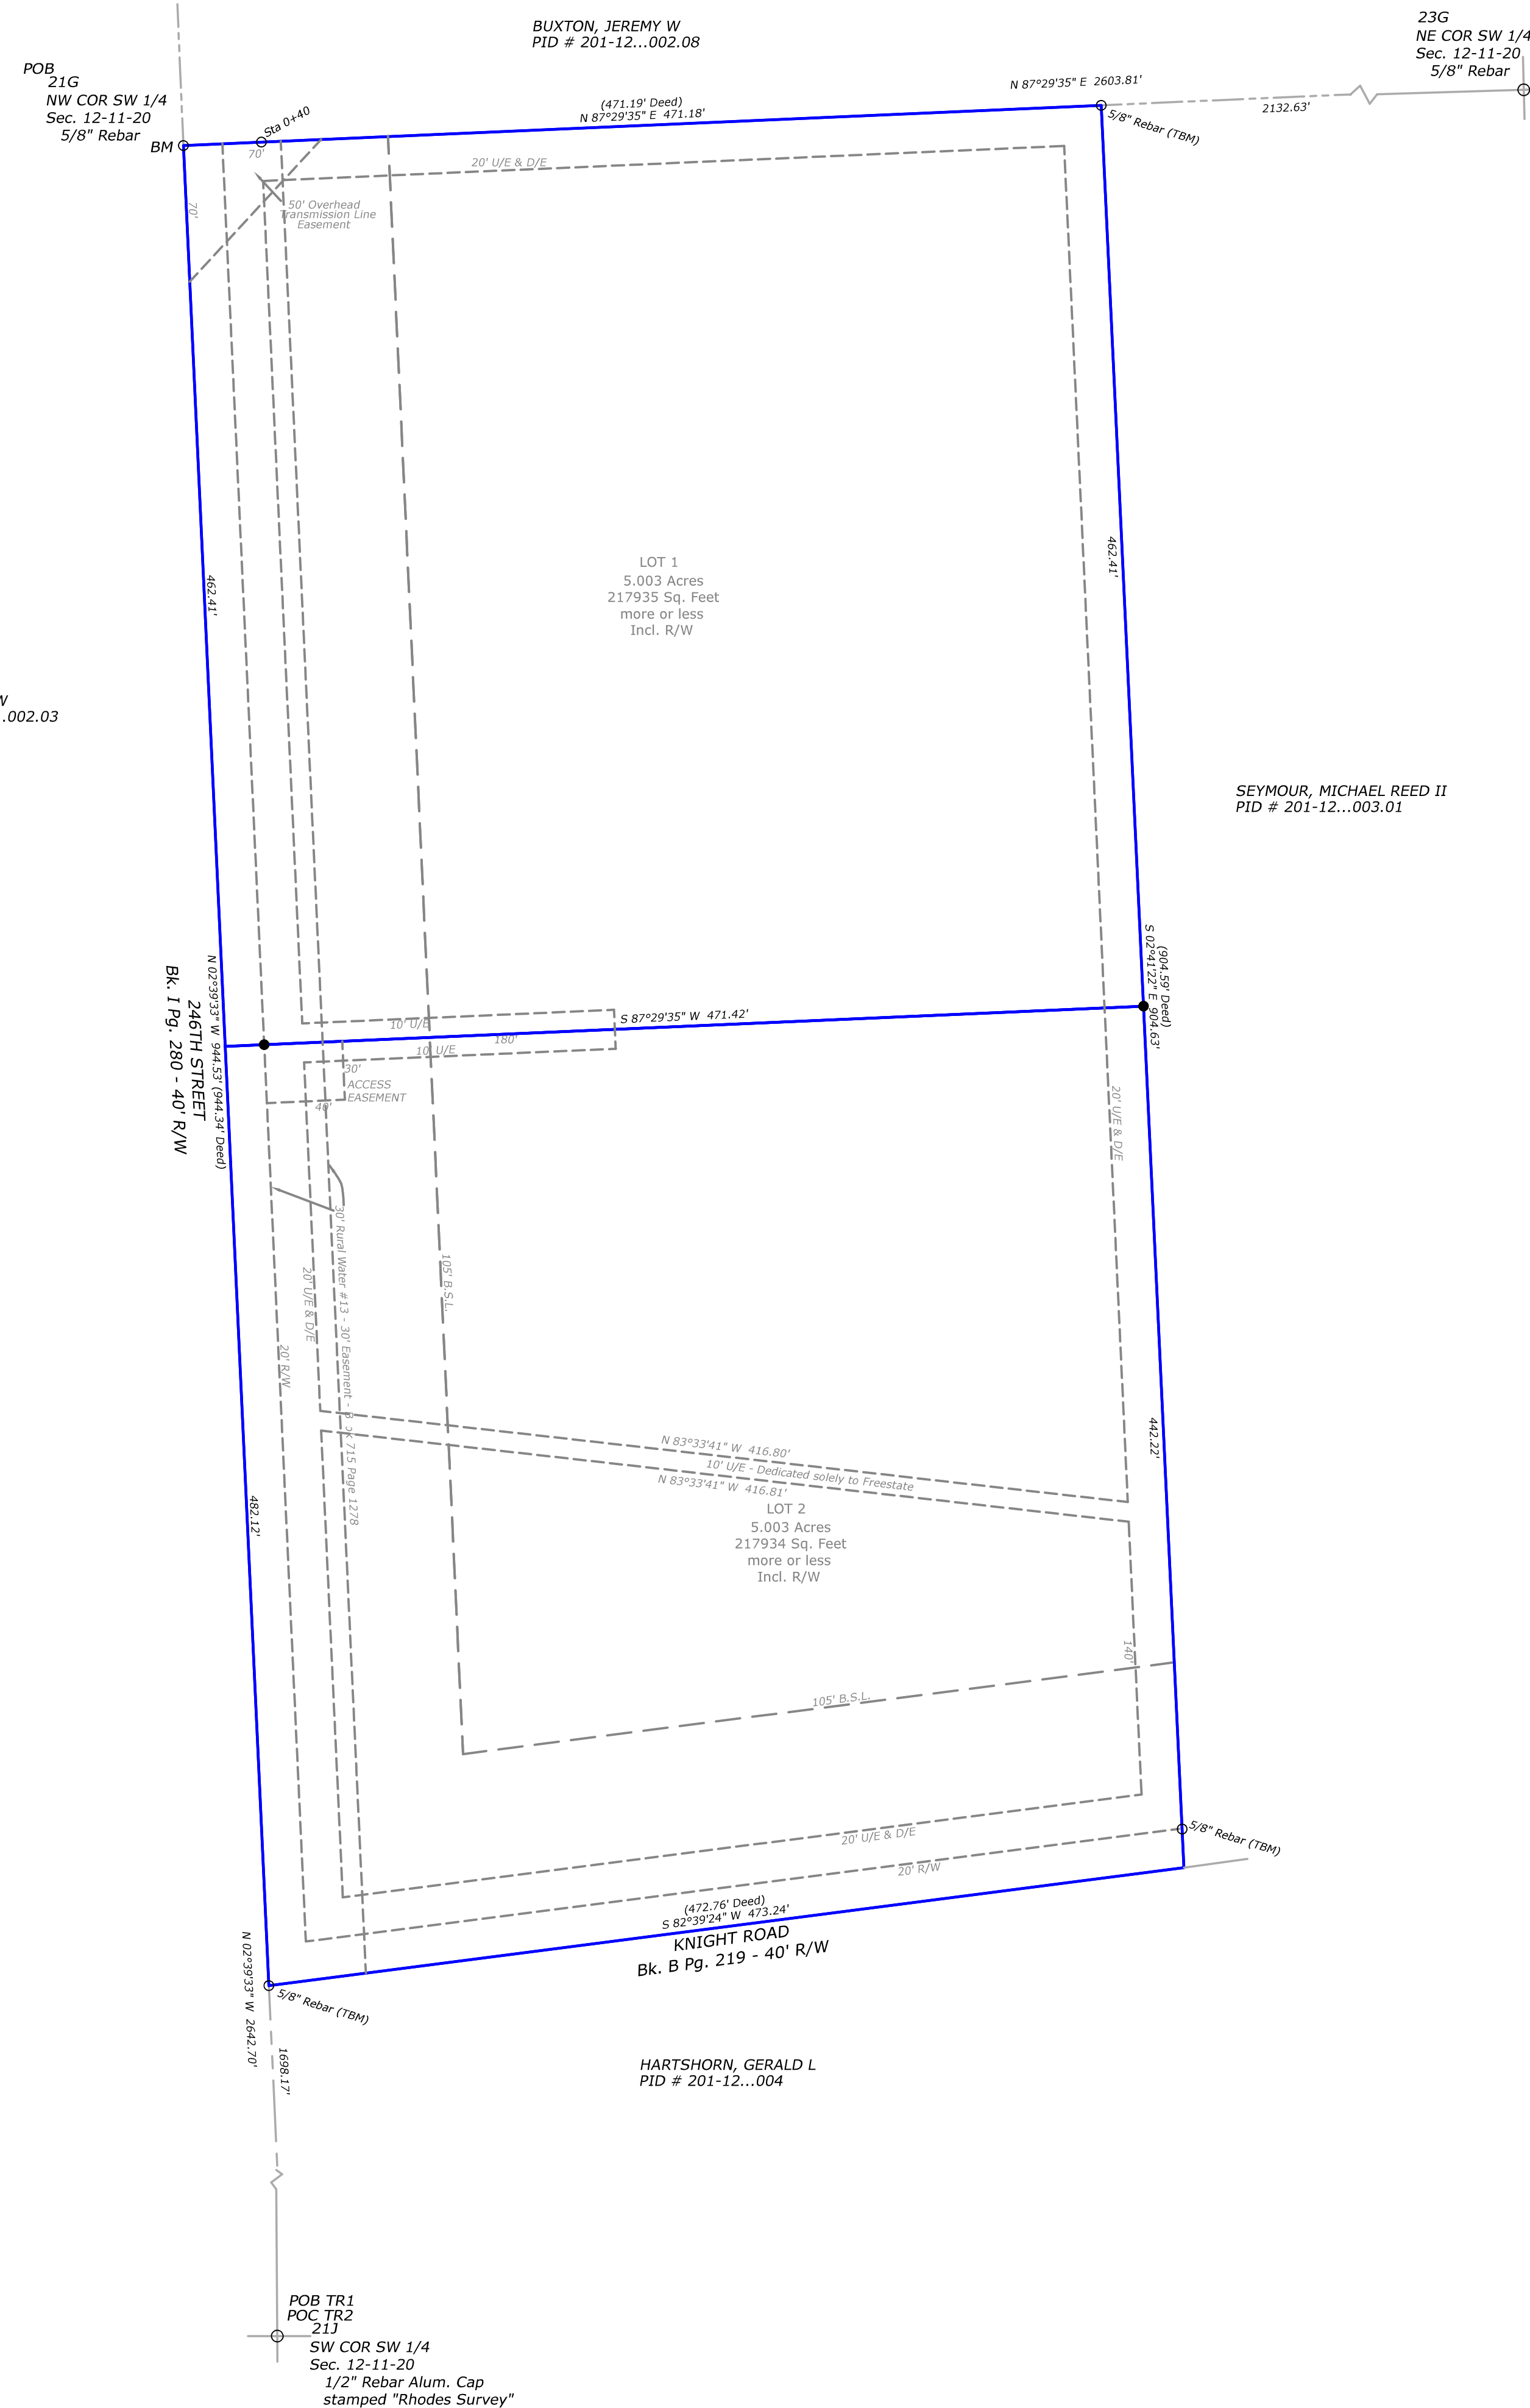 BUXTON, JEREMY W
PID # 201-12...002.08
23G
NE COR SW 1/4
Sec. 12-11-20
5/8" Rebar
POB
21G
NW COR SW 1/4
Sec. 12-11-20
5/8" Rebar
BM
Sta 0+40
70'
(471.19' Deed)
N 87°29'35" E 471.18'
N 87°29'35" E 2603.81'
2132.63'
5/8" Rebar (TBM)
20' U/E & D/E
70'
50' Overhead
Transmission Line
Easement
LOT 1
5.003 Acres
217935 Sq. Feet
more or less
Incl. R/W
462.41'
462.41'
W
.002.03
SEYMOUR, MICHAEL REED II
PID # 201-12...003.01
(904.59' Deed)
S 02°41'22" E 904.63'
S 87°29'35" W 471.42'
10' U/E
180'
10' U/E
30'
ACCESS
EASEMENT
40'
246TH STREET
Bk. I Pg. 280 - 40' R/W
N 02°39'33" W 944.53' (944.34' Deed)
20' U/E & D/E
30' Rural Water #13 - 30' Easement - Book 715 Page 1278
105' B.S.L.
20' U/E & D/E
20' R/W
N 83°33'41" W 416.80'
10' U/E - Dedicated solely to Freestate
N 83°33'41" W 416.81'
442.22'
482.12'
LOT 2
5.003 Acres
217934 Sq. Feet
more or less
Incl. R/W
140'
105' B.S.L.
20' U/E & D/E
20' R/W
5/8" Rebar (TBM)
(472.76' Deed)
S 82°39'24" W 473.24'
KNIGHT ROAD
Bk. B Pg. 219 - 40' R/W
5/8" Rebar (TBM)
N 02°39'33" W 2642.70'
1698.17'
HARTSHORN, GERALD L
PID # 201-12...004
POB TR1
POC TR2
21J
SW COR SW 1/4
Sec. 12-11-20
1/2" Rebar Alum. Cap
stamped "Rhodes Survey"